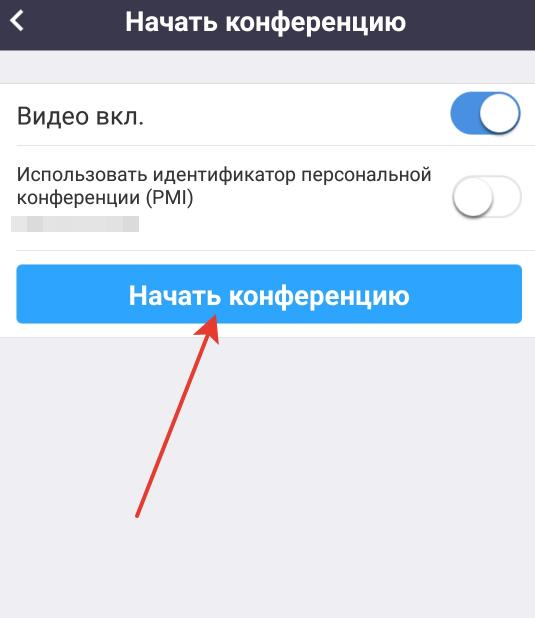 Начать конференцию
Видео вкл.
Использовать идентификатор персональной
конференции (PMI)
Начать конференцию